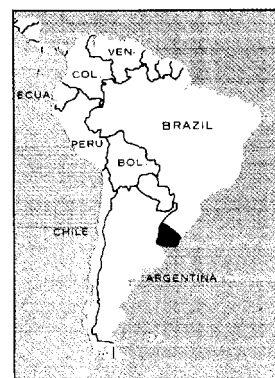 VEN.
COL.
ECUA.
BRAZIL
PERU
BOL.
CHILE
ARGENTINA